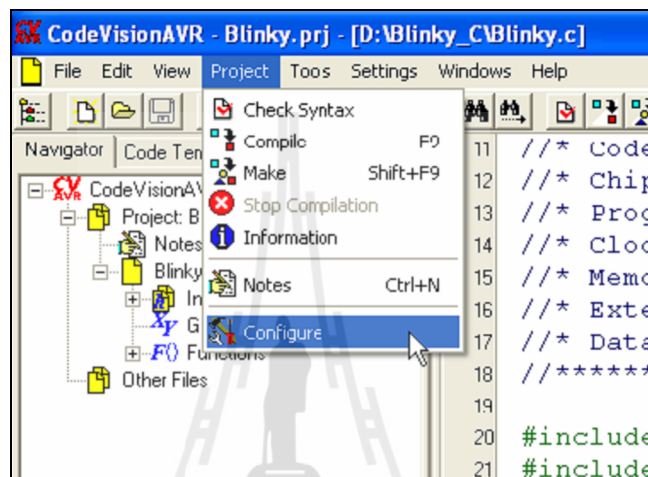 CodeVisionAVR - Blinky.prj - [D:\Blinky_C\Blinky.c]
File Edit View Project Toos Settings Windows Help
Navigator Code Ten
CodeVisionAV
Project: B
Notes
Blinky
In
G
F() Functions
Other Files
Check Syntax
Compile F9
Make Shift+F9
Stop Compilation
Information
Notes Ctrl+N
Configure
11 //* Code
12 //* Chip
13 //* Prog
14 //* Cloc
15 //* Memo
16 //* Exte
17 //* Data
18 //******
19
20 #include
21 #include